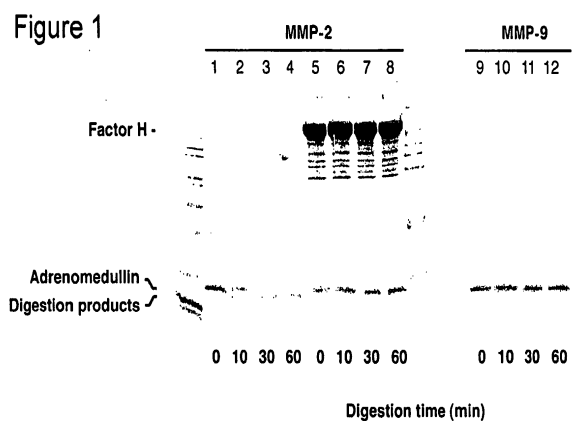 Figure 1
MMP-2 MMP-9
1 2 3 4 5 6 7 8 9 10 11 12
Factor H -
Adrenomedullin
Digestion products
0 10 30 60 0 10 30 60 0 10 30 60
Digestion time (min)